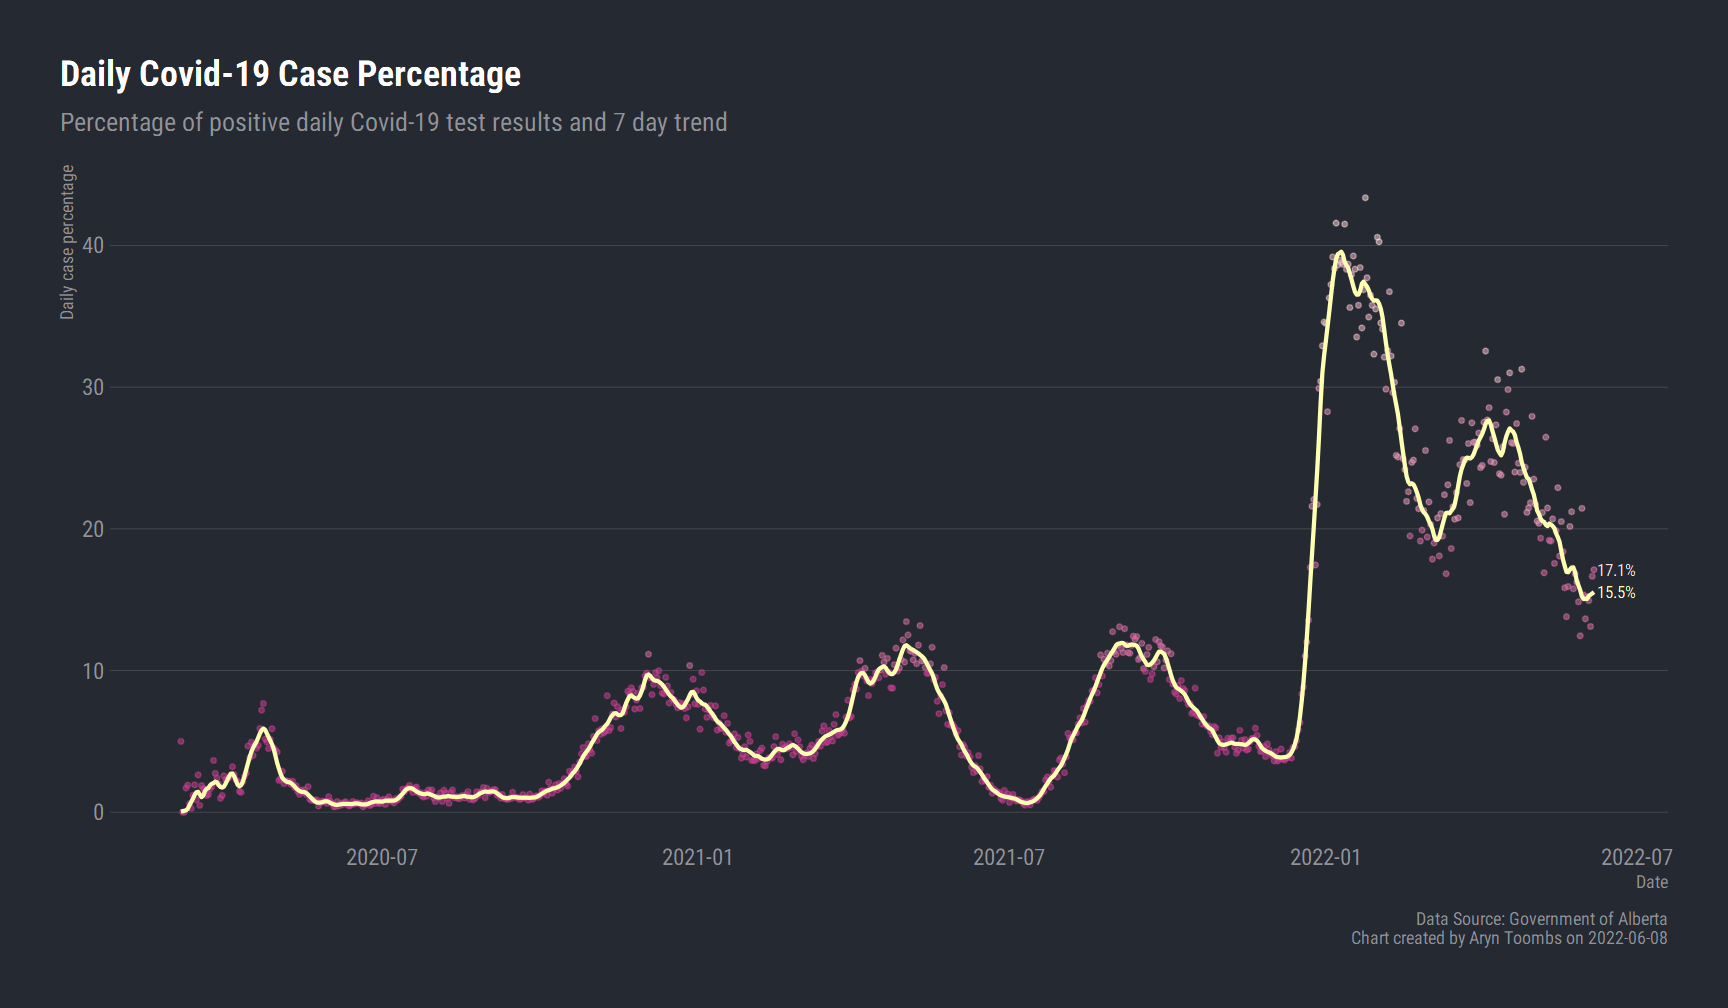 Daily Covid-19 Case Percentage
Percentage of positive daily Covid-19 test results and 7 day trend
Daily case percentage
40
30
20
10
0
17.1%
15.5%
2020-07
2021-01
2021-07
2022-01
2022-07
Date
Data Source: Government of Alberta
Chart created by Aryn Toombs on 2022-06-08